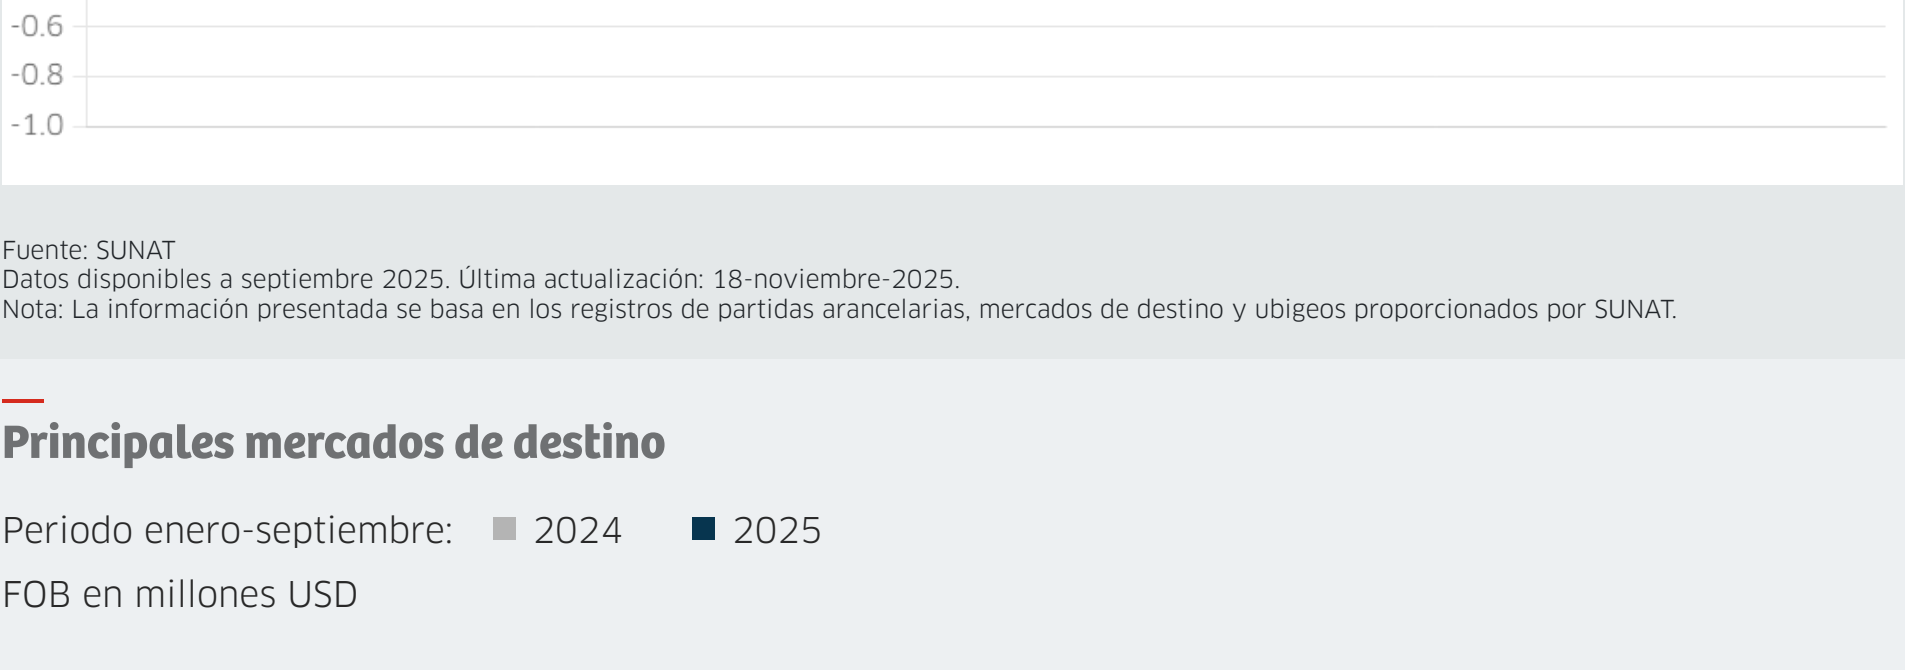 -0.6
-0.8
-1.0
Fuente: SUNAT
Datos disponibles a septiembre 2025. Última actualización: 18-noviembre-2025.
Nota: La información presentada se basa en los registros de partidas arancelarias, mercados de destino y ubigeos proporcionados por SUNAT.
Principales mercados de destino
Periodo enero-septiembre: 2024 2025
FOB en millones USD